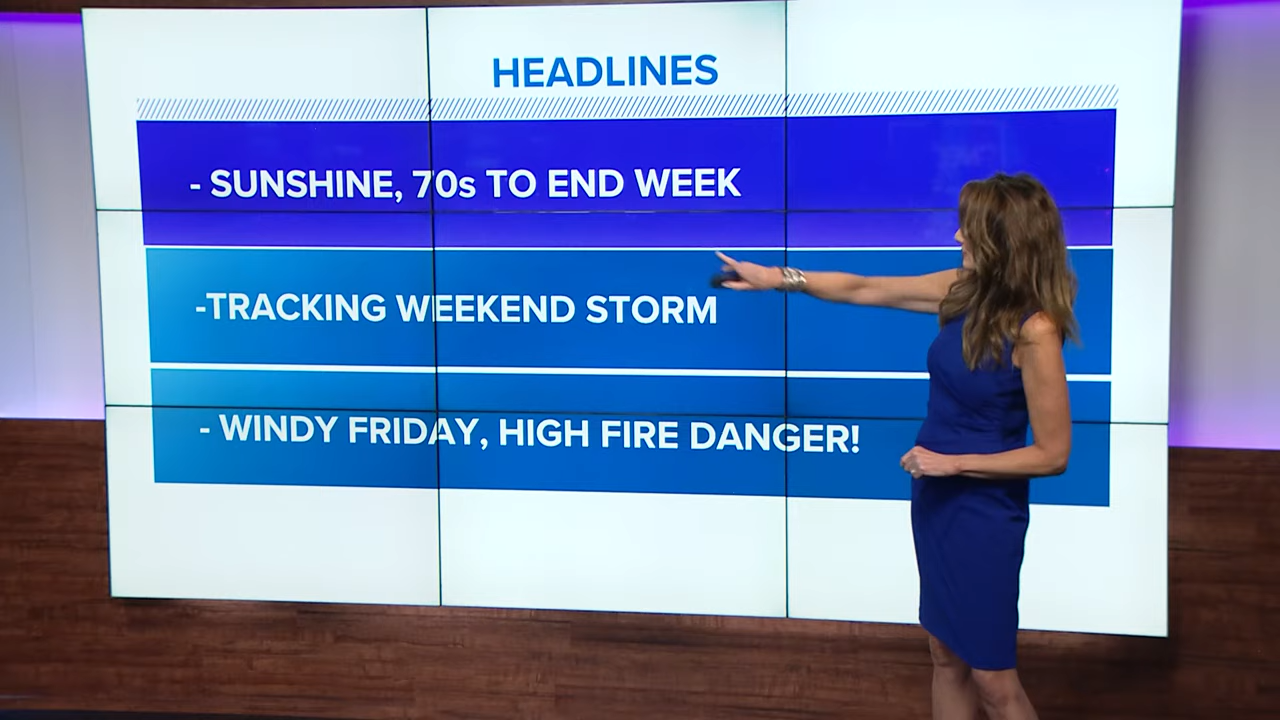 HEADLINES
- SUNSHINE, 70s TO END WEEK
-TRACKING WEEKEND STORM
- WINDY FRIDAY, HIGH FIRE DANGER!